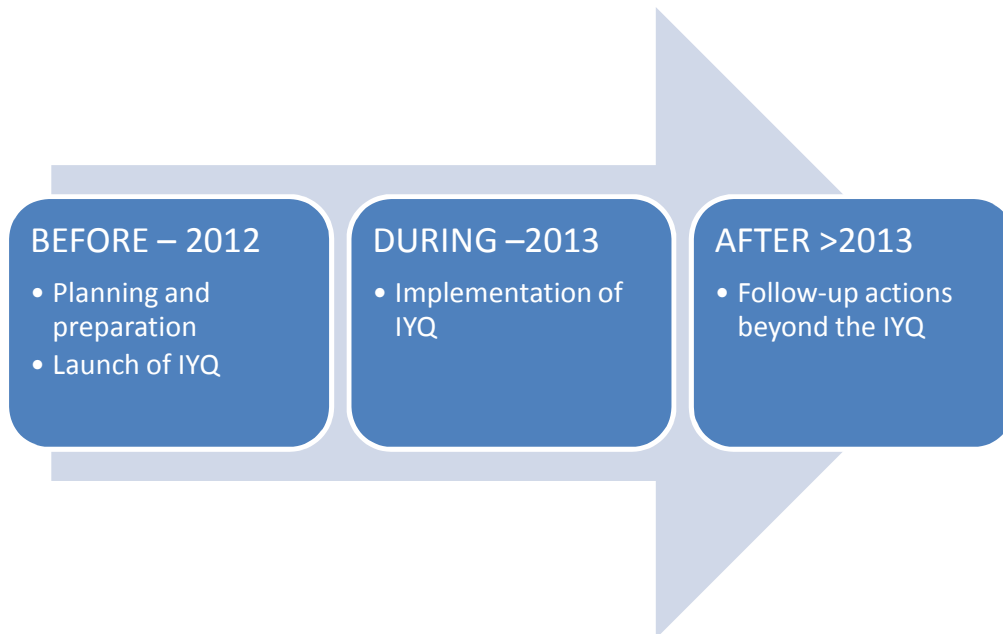 BEFORE – 2012
• Planning and
preparation
• Launch of IYQ
DURING –2013
• Implementation of
IYQ
AFTER >2013
• Follow-up actions
beyond the IYQ